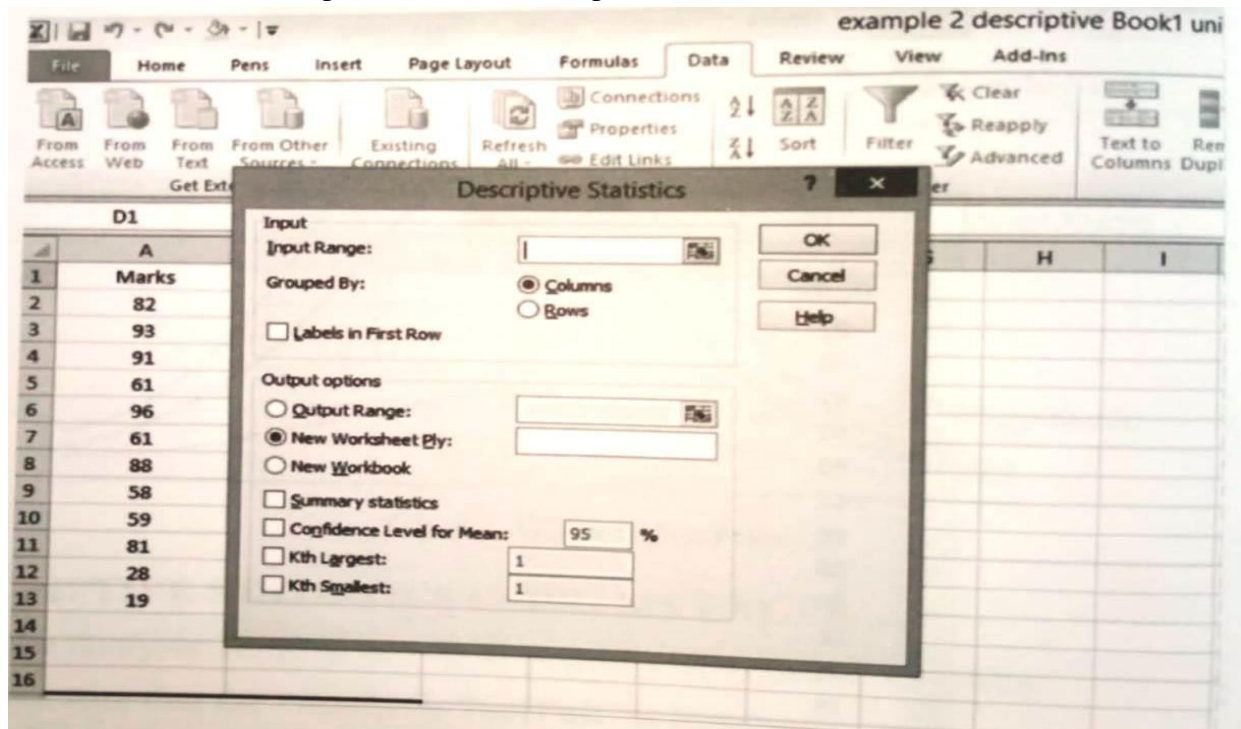 example 2 descriptive Book1 uni
File Home Pens Insert Page Layout Formulas Data Review View Add-Ins
From Access
From Web
From Text
From Other Sources
Existing Connections
Refresh All
Connections
Properties
Edit Links
Sort
Filter
Clear
Reapply
Advanced
Text to Columns
Get Ext
Descriptive Statistics ? ×
D1
Input
Input Range:
OK
Grouped By: Columns
Cancel
Rows
Help
Labels in First Row
Output options
Output Range:
New Worksheet Ply:
New Workbook
Summary statistics
Confidence Level for Mean: 95 %
Kth Largest: 1
Kth Smallest: 1
A H I
1 Marks
2 82
3 93
4 91
5 61
6 96
7 61
8 88
9 58
10 59
11 81
12 28
13 19
14
15
16